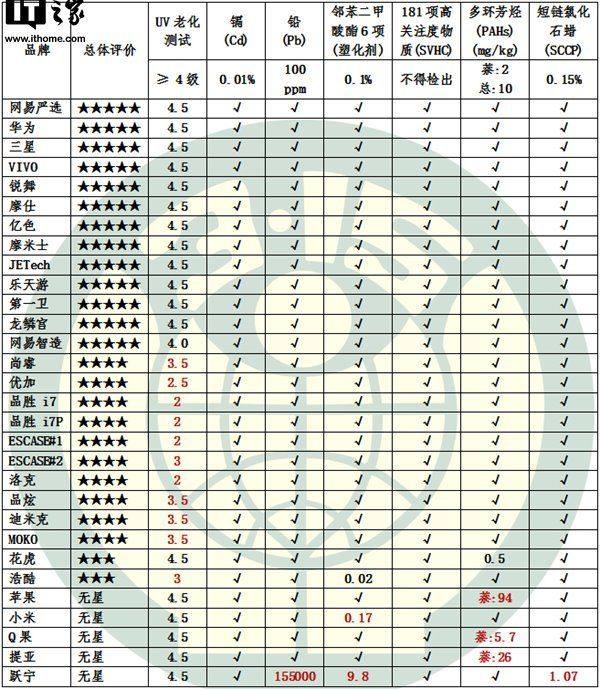 IT之家
www.ithome.com
品牌 总体评价 UV 老化测试 镉(Cd) 铅(Pb) 邻苯二甲酸酯6项(塑化剂) 181项高关注度物质(SVHC) 多环芳烃(PAHs)(mg/kg) 短链氯化石蜡(SCCP)
≥ 4级 0.01% 100 ppm 0.1% 不得检出 萘:2 总:10 0.15%
网易严选 ★★★★★ 4.5 √ √ √ √ √ √
华为 ★★★★★ 4.5 √ √ √ √ √ √
三星 ★★★★★ 4.5 √ √ √ √ √ √
VIVO ★★★★★ 4.5 √ √ √ √ √ √
锐舞 ★★★★★ 4.5 √ √ √ √ √ √
摩仕 ★★★★★ 4.5 √ √ √ √ √ √
亿色 ★★★★★ 4.5 √ √ √ √ √ √
摩米士 ★★★★★ 4.5 √ √ √ √ √ √
JETech ★★★★★ 4.5 √ √ √ √ √ √
乐天游 ★★★★★ 4.5 √ √ √ √ √ √
第一卫 ★★★★★ 4.5 √ √ √ √ √ √
龙鳞宫 ★★★★★ 4.5 √ √ √ √ √ √
网易智造 ★★★★★ 4.0 √ √ √ √ √ √
尚睿 ★★★★ 3.5 √ √ √ √ √ √
优加 ★★★★ 2.5 √ √ √ √ √ √
品胜 i7 ★★★★ 2 √ √ √ √ √ √
品胜 i7P ★★★★ 2 √ √ √ √ √ √
ESCASE#1 ★★★★ 2 √ √ √ √ √ √
ESCASE#2 ★★★★ 3 √ √ √ √ √ √
洛克 ★★★★ 2 √ √ √ √ √ √
品炫 ★★★★ 3.5 √ √ √ √ √ √
迪米克 ★★★★ 3.5 √ √ √ √ √ √
MOKO ★★★★ 3.5 √ √ √ √ √ √
花虎 ★★★ 4.5 √ √ √ √ 0.5 √
浩酷 ★★★ 3 √ √ 0.02 √ √ √
苹果 无星 4.5 √ √ √ √ 萘:94 √
小米 无星 4.5 √ √ 0.17 √ √ √
Q果 无星 4.5 √ √ √ √ 萘:5.7 √
提亚 无星 4.5 √ √ √ √ 萘:26 √
跃宁 无星 4.5 √ 155000 9.8 √ √ 1.07